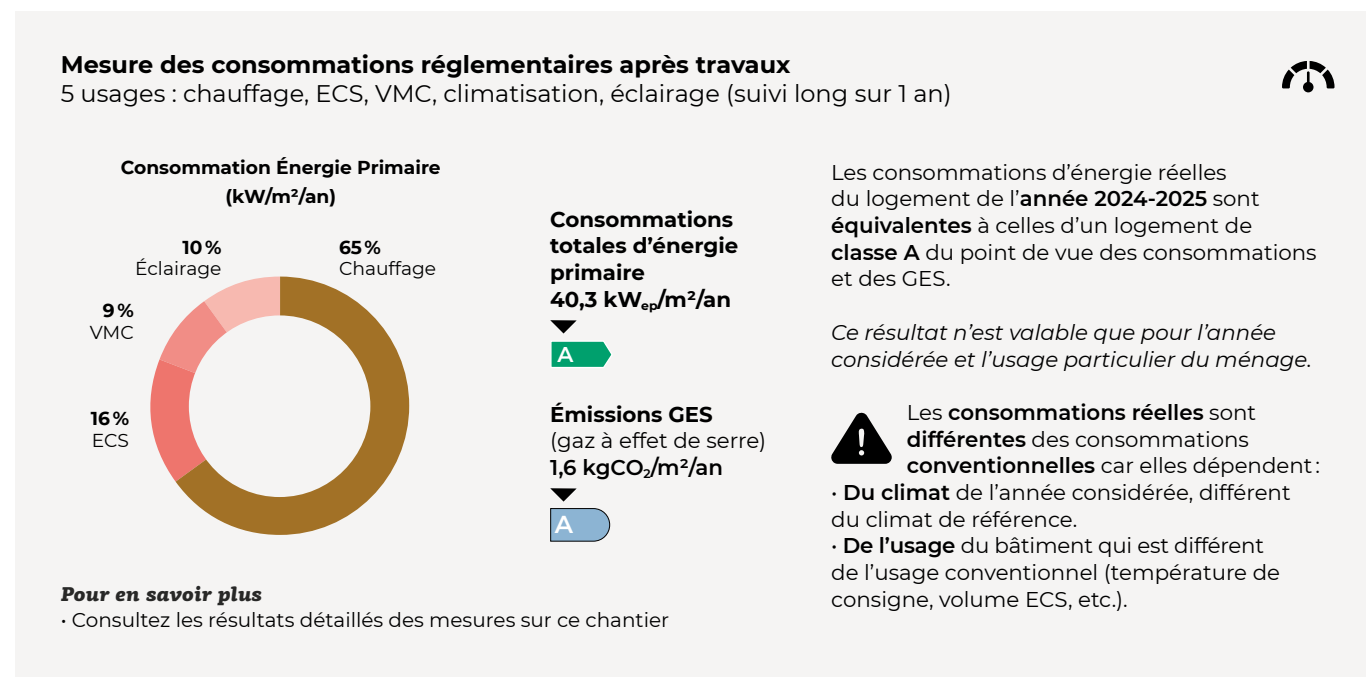 Mesure des consommations réglementaires après travaux
5 usages : chauffage, ECS, VMC, climatisation, éclairage (suivi long sur 1 an)
Consommation Énergie Primaire
(kW/m²/an)
10 %
Éclairage
65 %
Chauffage
9 %
VMC
16 %
ECS
Consommations
totales d’énergie
primaire
40,3 kWₑₚ/m²/an
A
Émissions GES
(gaz à effet de serre)
1,6 kgCO₂/m²/an
A
Les consommations d’énergie réelles
du logement de l’année 2024-2025 sont
équivalentes à celles d’un logement de
classe A du point de vue des consommations
et des GES.
Ce résultat n’est valable que pour l’année
considérée et l’usage particulier du ménage.
Les consommations réelles sont
différentes des consommations
conventionnelles car elles dépendent :
• Du climat de l’année considérée, différent
du climat de référence.
• De l’usage du bâtiment qui est différent
de l’usage conventionnel (température de
consigne, volume ECS, etc.).
Pour en savoir plus
• Consultez les résultats détaillés des mesures sur ce chantier